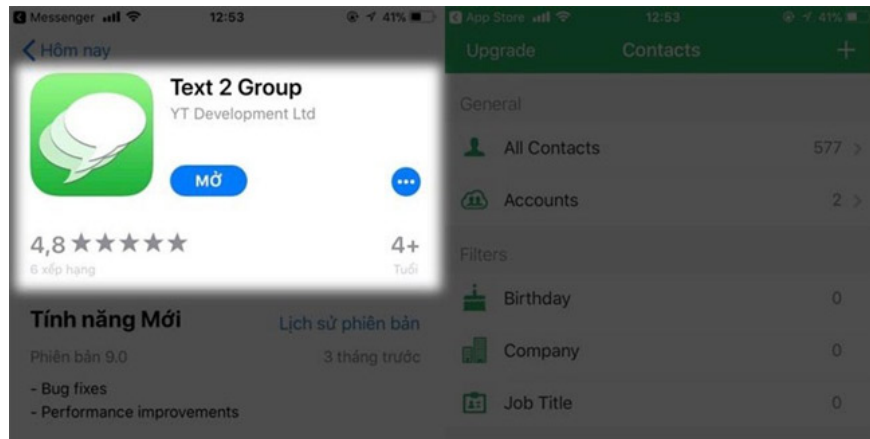 Messenger 12:53 41%
Hôm nay
Text 2 Group
YT Development Ltd
MỞ
4,8 4+
6 xếp hạng Tuổi
Tính năng Mới Lịch sử phiên bản
Phiên bản 9.0 3 tháng trước
- Bug fixes
- Performance improvements
App Store 12:53 41%
Upgrade Contacts +
General
All Contacts 577
Accounts 2
Filters
Birthday 0
Company 0
Job Title 0